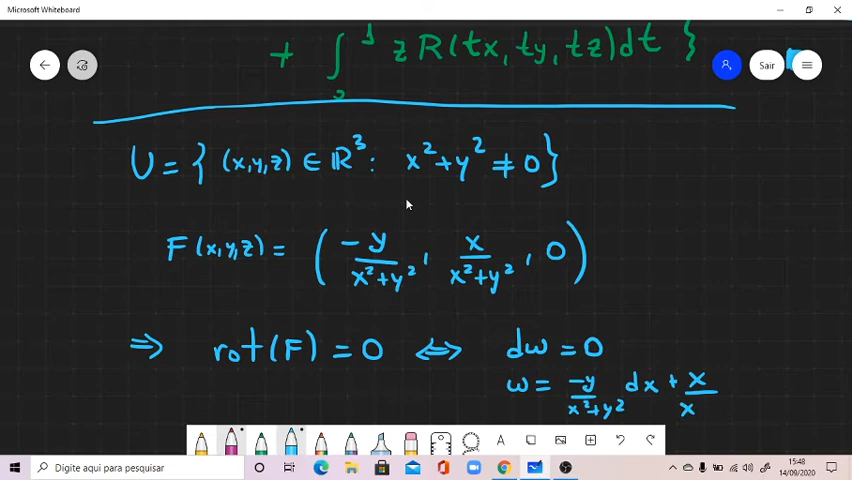 Microsoft Whiteboard
+ ∫ z R(tx, ty, tz)dt }
Sair
U = { (x,y,z) ∈ ℝ³ : x² + y² ≠ 0 }
F(x,y,z) = ( -y/(x²+y²) , x/(x²+y²) , 0 )
⇒ rot(F) = 0 ⇔ dω = 0
ω = -y/(x²+y²) dx + x/x
Digite aqui para pesquisar
15:48
14/09/2020